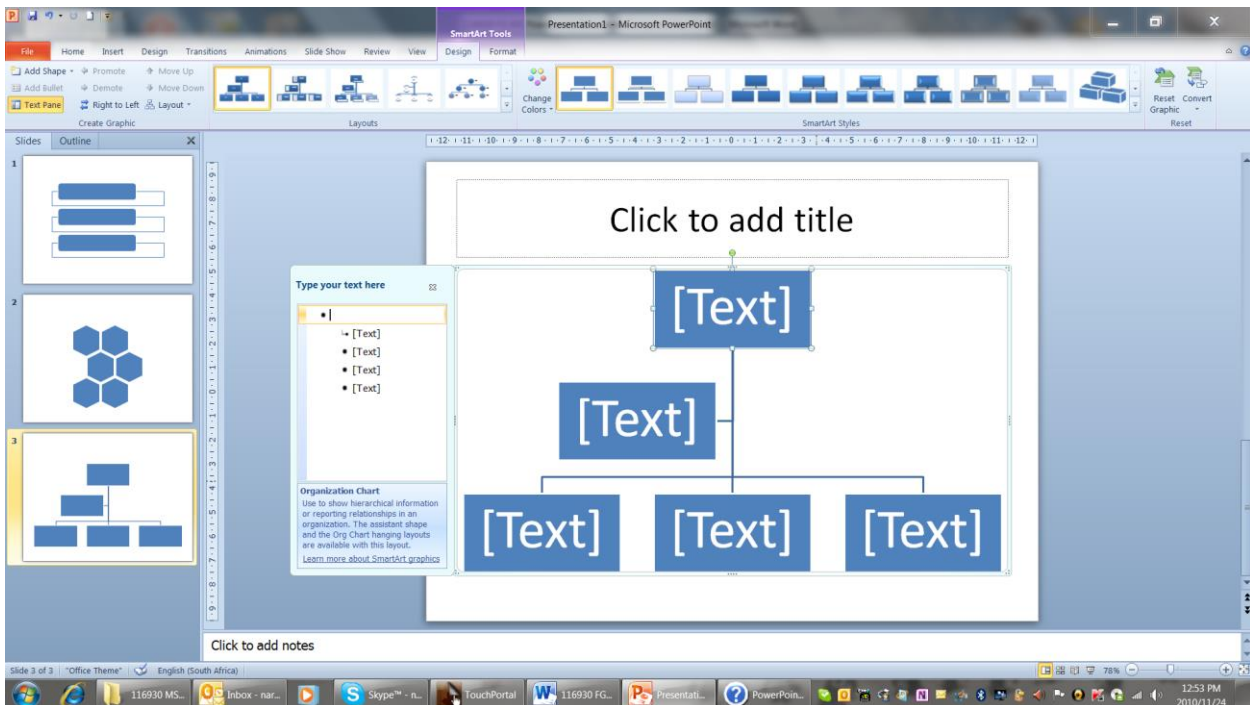 Presentation1 - Microsoft PowerPoint
SmartArt Tools
File Home Insert Design Transitions Animations Slide Show Review View Design Format
Add Shape Promote Move Up
Add Bullet Demote Move Down
Text Pane Right to Left Layout
Create Graphic
Layouts
Change Colors
SmartArt Styles
Reset Graphic
Convert
Reset
Slides Outline
1
2
3
Click to add title
Type your text here
[Text]
[Text]
[Text]
[Text]
Organization Chart
Use to show hierarchical information
or reporting relationships in an
organization. The assistant shape
and the Org Chart hanging layouts
are available with this layout.
Learn more about SmartArt graphics
[Text]
[Text]
[Text] [Text] [Text]
Click to add notes
Slide 3 of 3 "Office Theme" English (South Africa) 78%
116930 MS... Inbox - nar... Skype™ - n... TouchPortal 116930 FG... Presentati... PowerPoin...
12:53 PM
2010/11/24